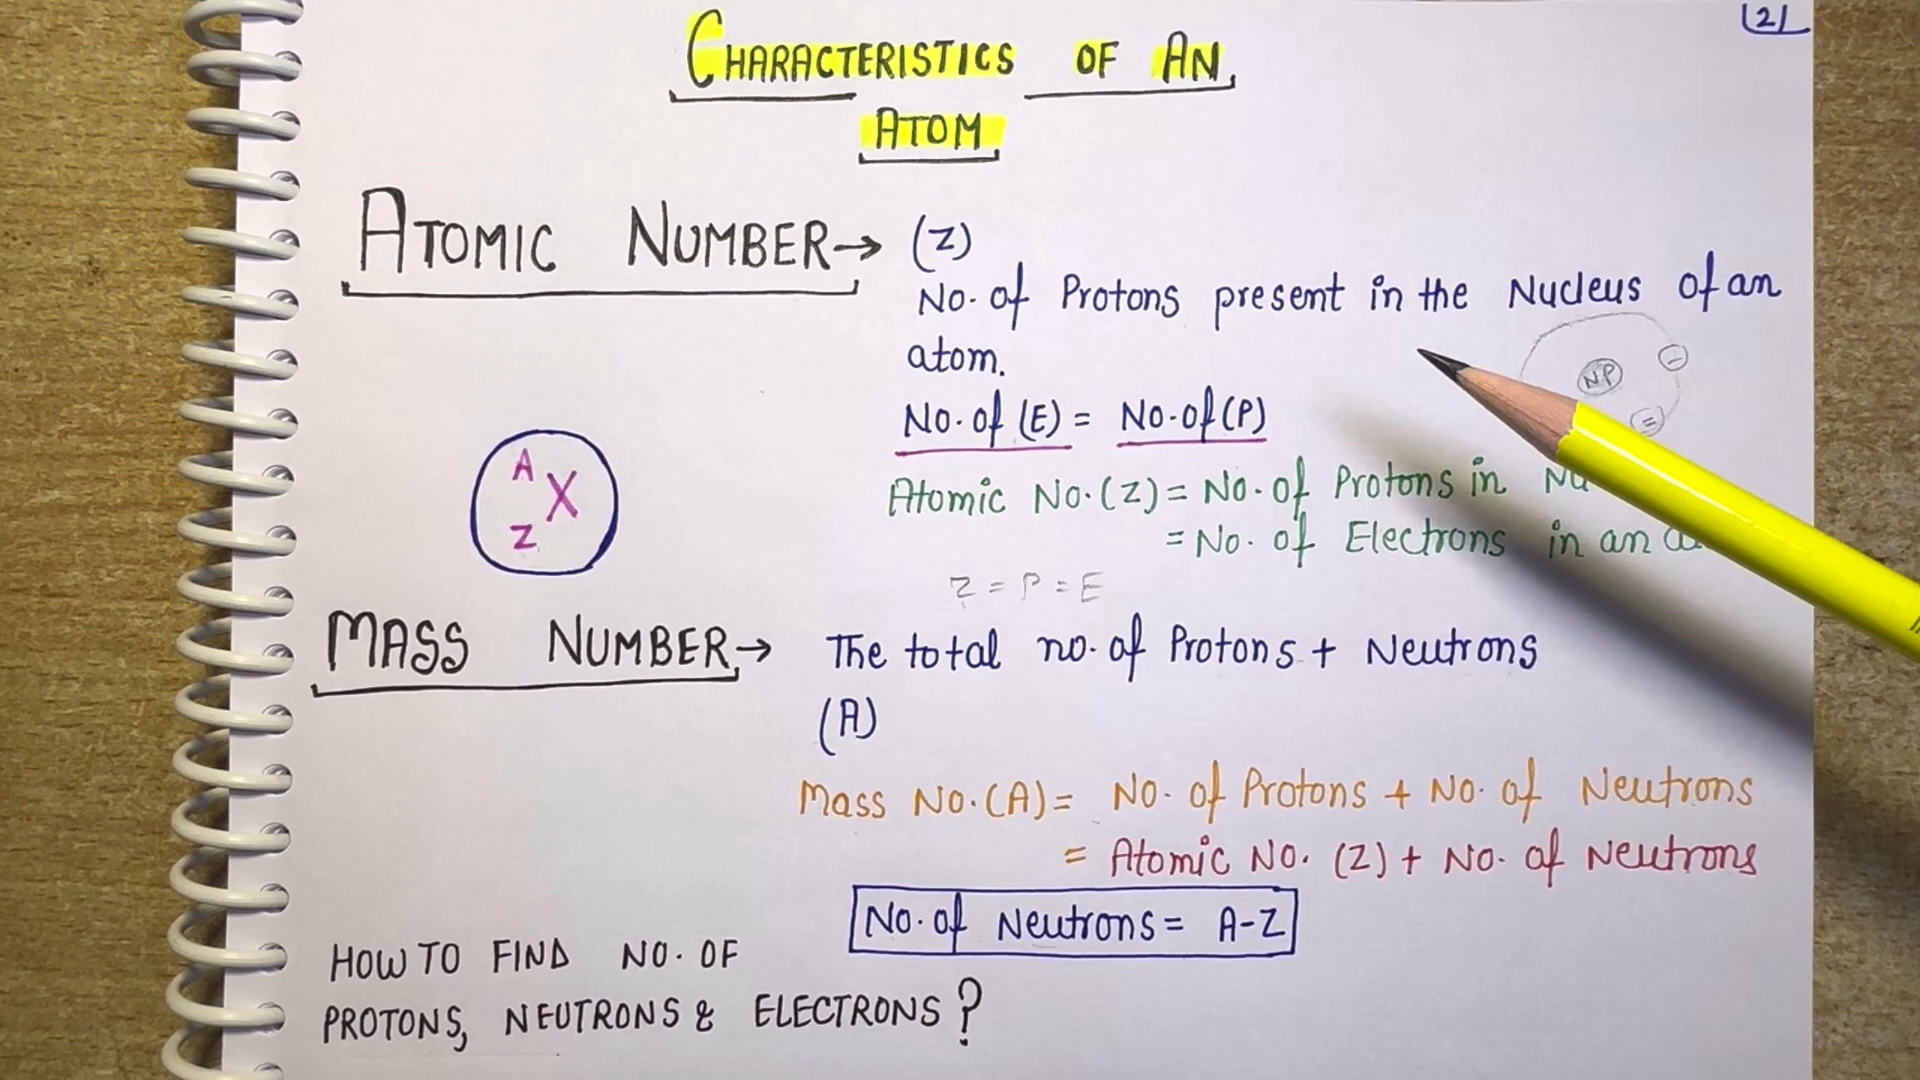 (2)
CHARACTERISTICS OF AN
ATOM
ATOMIC NUMBER → (Z)
No. of Protons present in the Nucleus of an
atom.
No. of (E) = No. of (P)
Atomic No. (Z) = No. of Protons in
= No. of Electrons in an
Z = P = E
A
X
Z
NP
MASS NUMBER → The total no. of Protons + Neutrons
(A)
Mass No. (A) = No. of Protons + No. of Neutrons
= Atomic No. (Z) + No. of Neutrons
No. of Neutrons = A-Z
HOW TO FIND NO. OF
PROTONS, NEUTRONS & ELECTRONS?